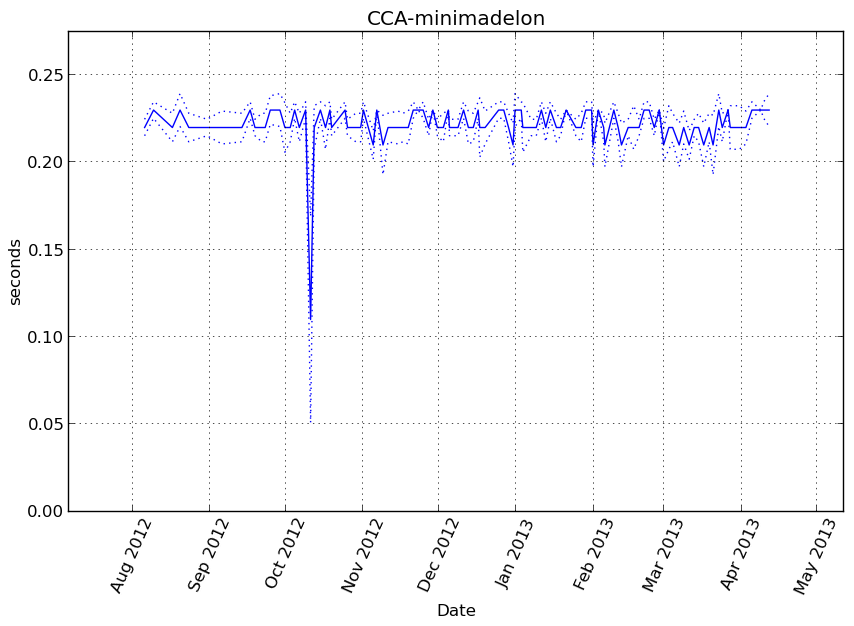 CCA-minimadelon
0.25
0.20
0.15
0.10
0.05
0.00
seconds
Aug 2012
Sep 2012
Oct 2012
Nov 2012
Dec 2012
Jan 2013
Feb 2013
Mar 2013
Apr 2013
May 2013
Date